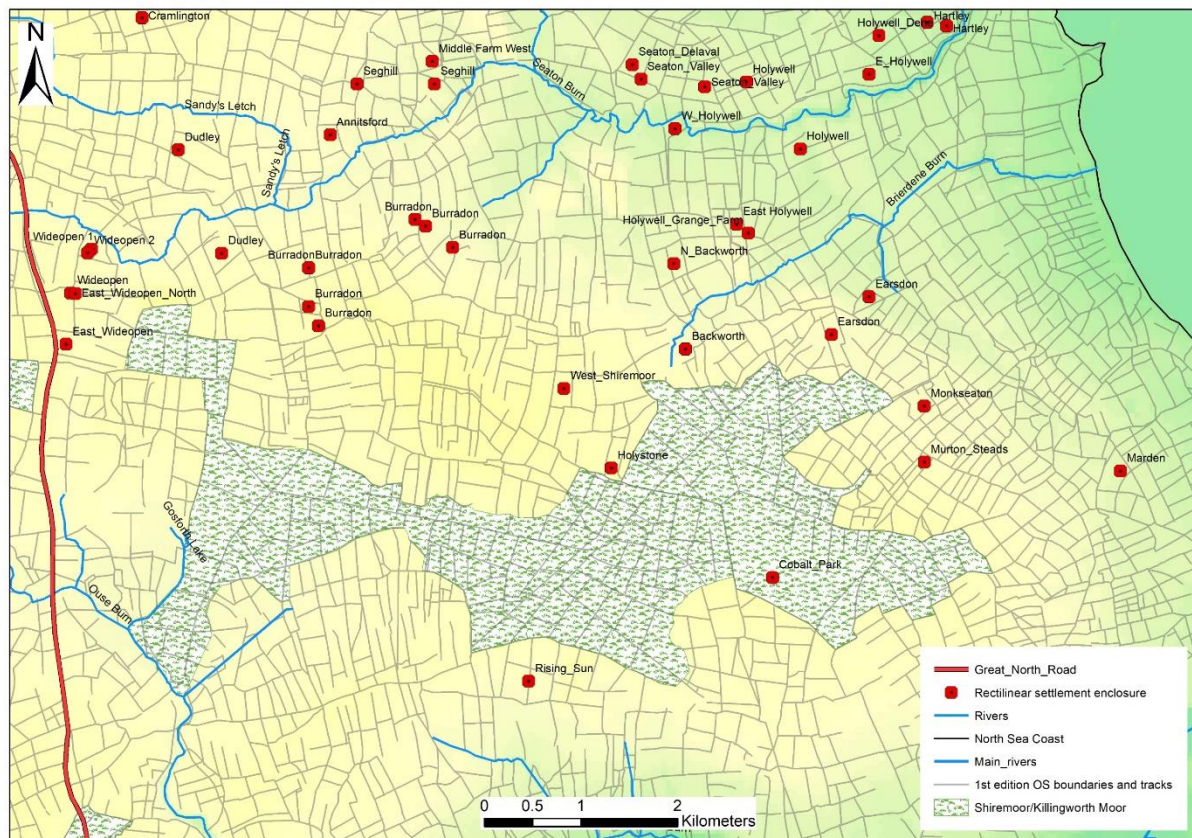 Cramlington
Hartley
Hartley
Holywell_Dene
N
Middle Farm West
Seaton_Delaval
Seaton_Valley
Seaton_Valley
Holywell
E_Holywell
Seghill
Seghill
Seaton Burn
Sandy's Letch
Annitsford
W_Holywell
Dudley
Sandy's Letch
Holywell
Brierdene Burn
Burradon
Burradon
Holywell_Grange_Farm
East Holywell
Wideopen 1
Wideopen 2
Dudley
Burradon
Burradon
Burradon
N_Backworth
Wideopen
East_Wideopen_North
Earsdon
Burradon
Burradon
East_Wideopen
Backworth
Earsdon
West_Shiremoor
Monkseaton
Holystone
Murton_Steads
Marden
Gosforth Lake
Ouse Burn
Cobalt_Park
Rising_Sun
Great_North_Road
Rectilinear settlement enclosure
Rivers
North Sea Coast
Main_rivers
1st edition OS boundaries and tracks
Shiremoor/Killingworth Moor
0 0.5 1 2
Kilometers